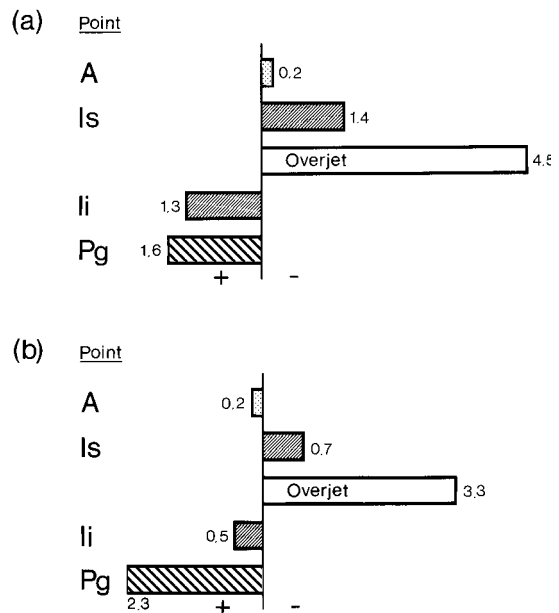 (a) Point
A 0.2
Is 1.4
Overjet 4.5
Ii 1.3
Pg 1.6
+ -
(b) Point
A 0.2
Is 0.7
Overjet 3.3
Ii 0.5
Pg 2.3
+ -